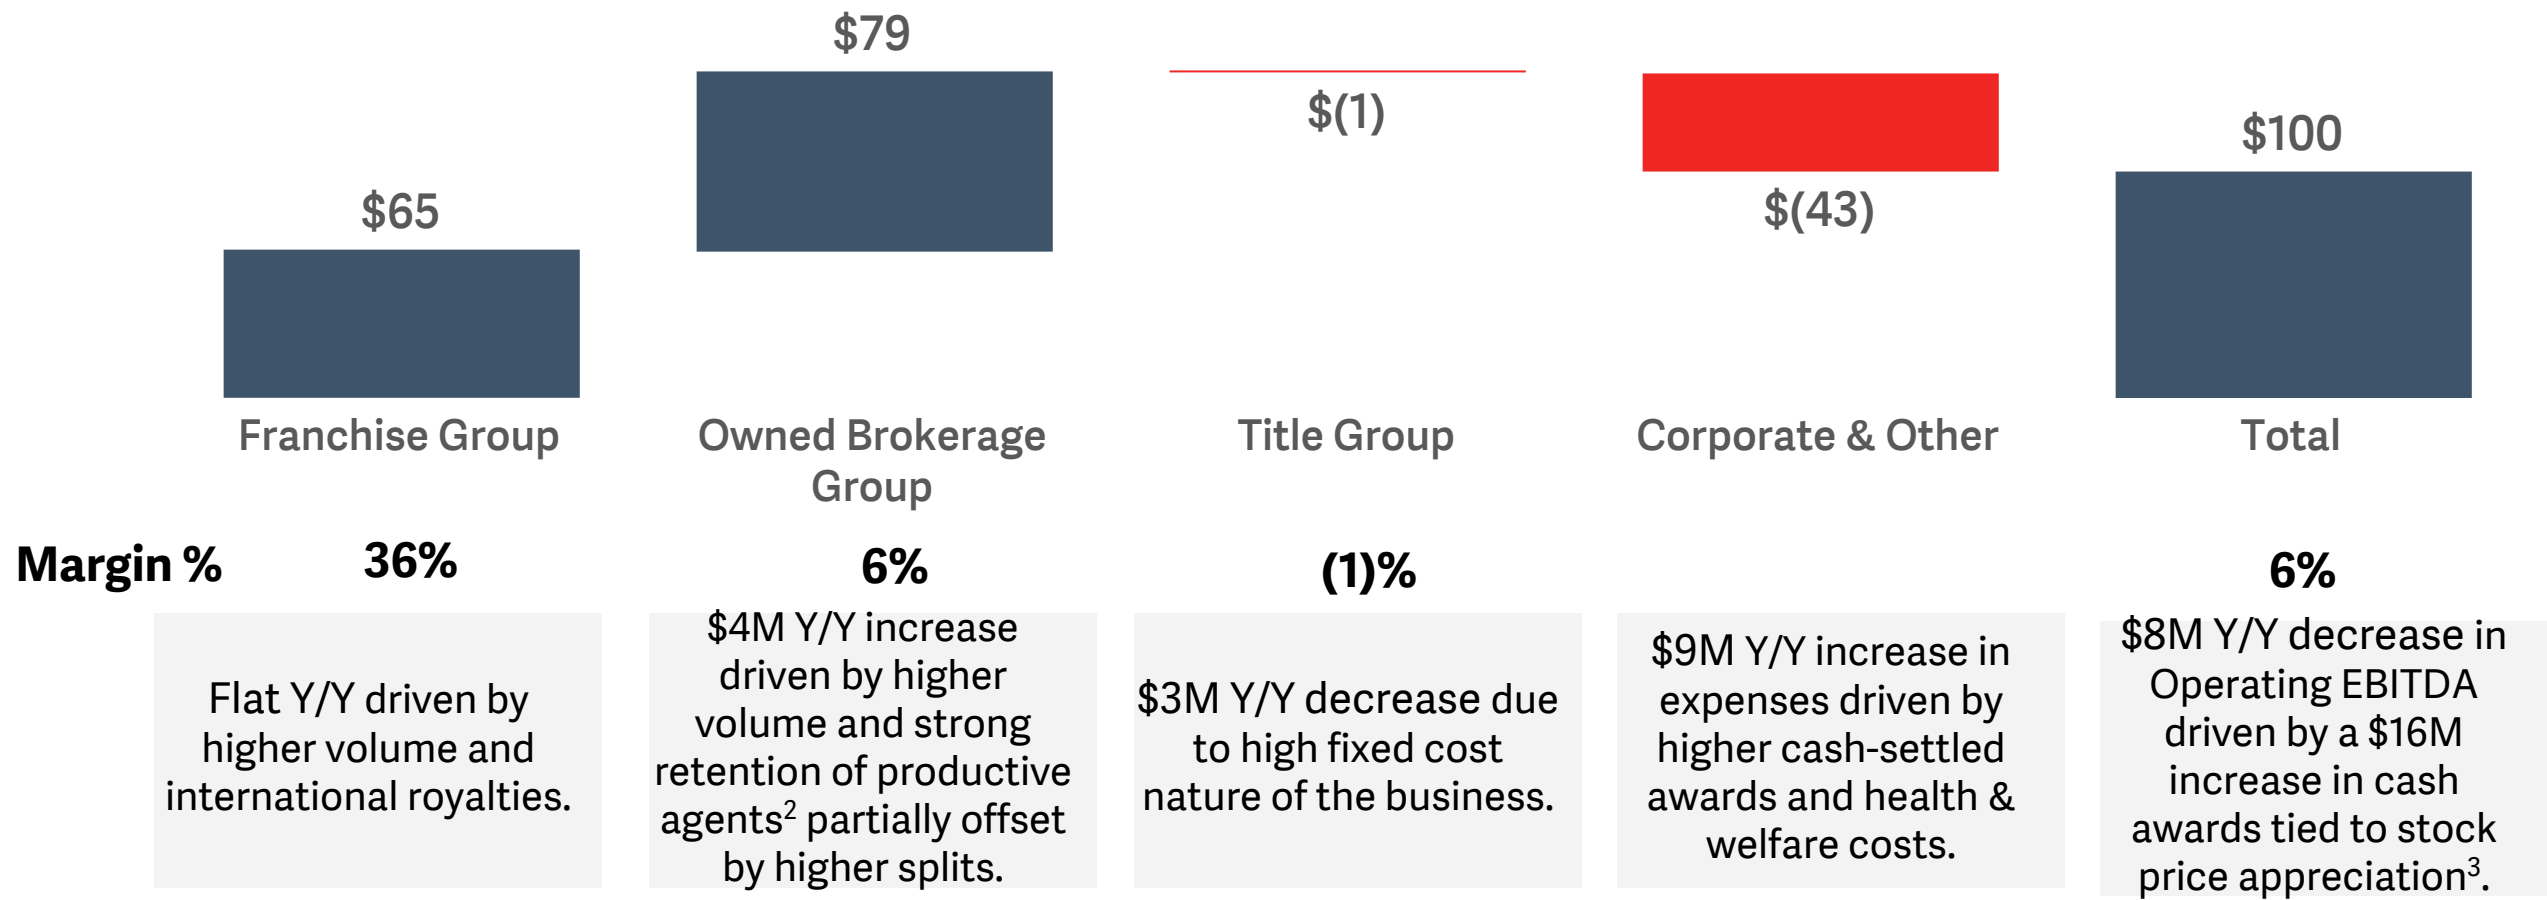 $65
$79
$(1)
$(43)
$100
Franchise Group
Owned Brokerage
Group
Title Group
Corporate & Other
Total
Margin %
36%
6%
(1)%
6%
Flat Y/Y driven by
higher volume and
international royalties.
$4M Y/Y increase
driven by higher
volume and strong
retention of productive
agents² partially offset
by higher splits.
$3M Y/Y decrease due
to high fixed cost
nature of the business.
$9M Y/Y increase in
expenses driven by
higher cash-settled
awards and health &
welfare costs.
$8M Y/Y decrease in
Operating EBITDA
driven by a $16M
increase in cash
awards tied to stock
price appreciation³.